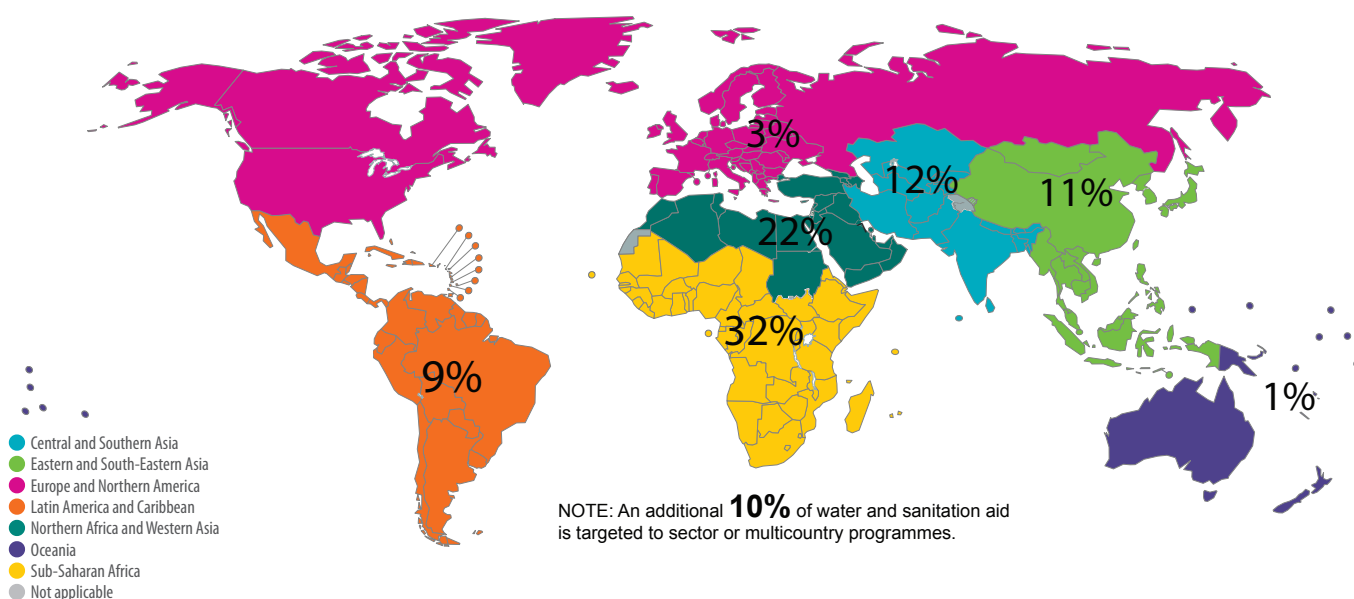 3%
12%
11%
22%
32%
9%
1%
Central and Southern Asia
Eastern and South-Eastern Asia
Europe and Northern America
Latin America and Caribbean
Northern Africa and Western Asia
Oceania
Sub-Saharan Africa
Not applicable
NOTE: An additional 10% of water and sanitation aid
is targeted to sector or multicountry programmes.